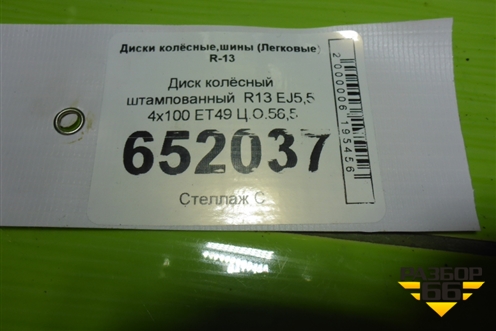 Диски колёсные,шины (Легковые)
R-13
Диск колёсный
штампованный R13 EJ5,5
4x100 ET49 Ц.О.56,5
652037
Стеллаж С
2000006195456
РАЗБОР
66